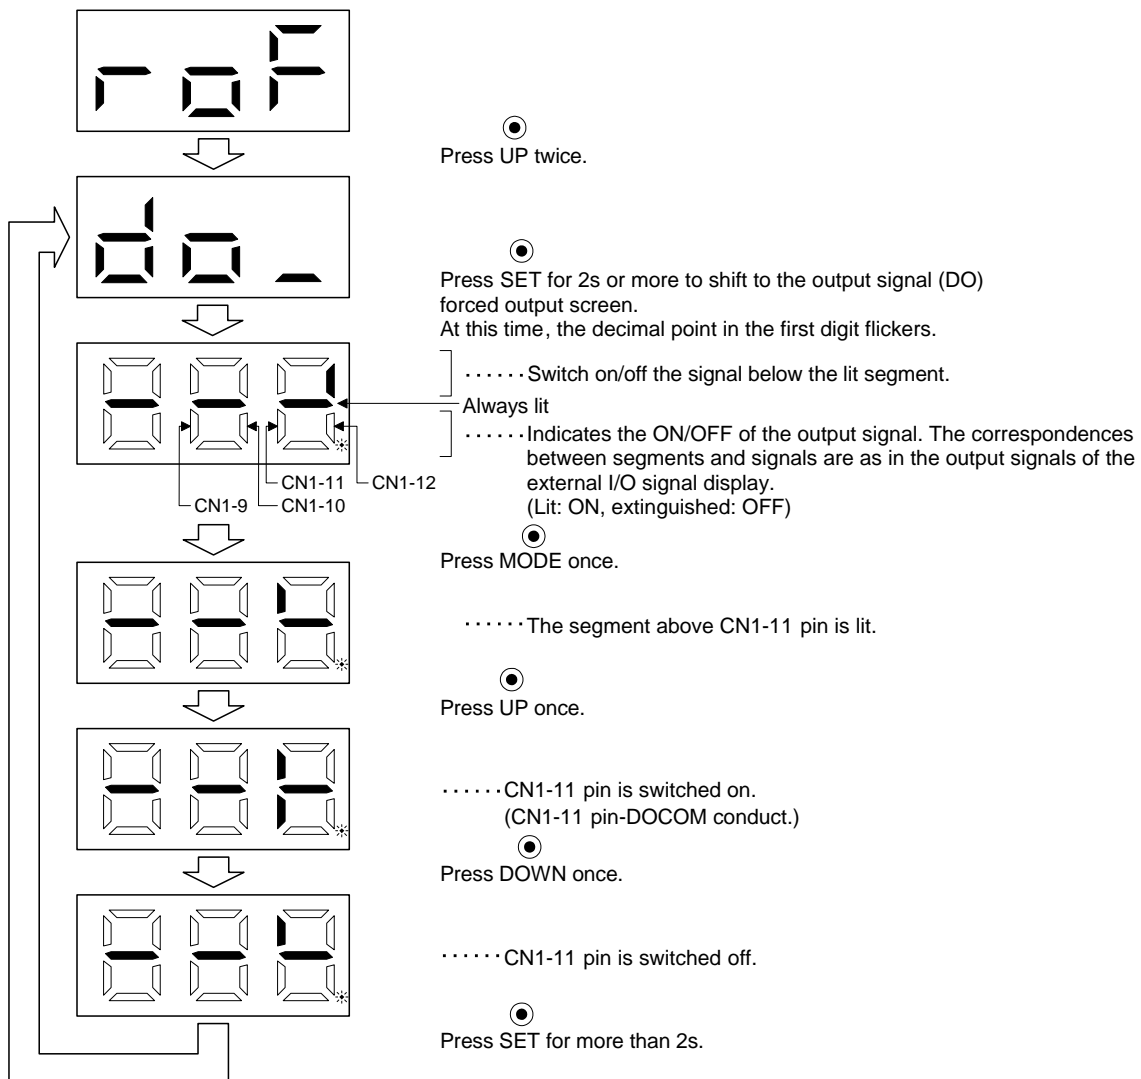 roF
Press UP twice.
do_
Press SET for 2s or more to shift to the output signal (DO)
forced output screen.
At this time, the decimal point in the first digit flickers.
······Switch on/off the signal below the lit segment.
Always lit
······Indicates the ON/OFF of the output signal. The correspondences
between segments and signals are as in the output signals of the
external I/O signal display.
(Lit: ON, extinguished: OFF)
CN1-11
CN1-12
CN1-9
CN1-10
Press MODE once.
······The segment above CN1-11 pin is lit.
Press UP once.
······CN1-11 pin is switched on.
(CN1-11 pin-DOCOM conduct.)
Press DOWN once.
······CN1-11 pin is switched off.
Press SET for more than 2s.